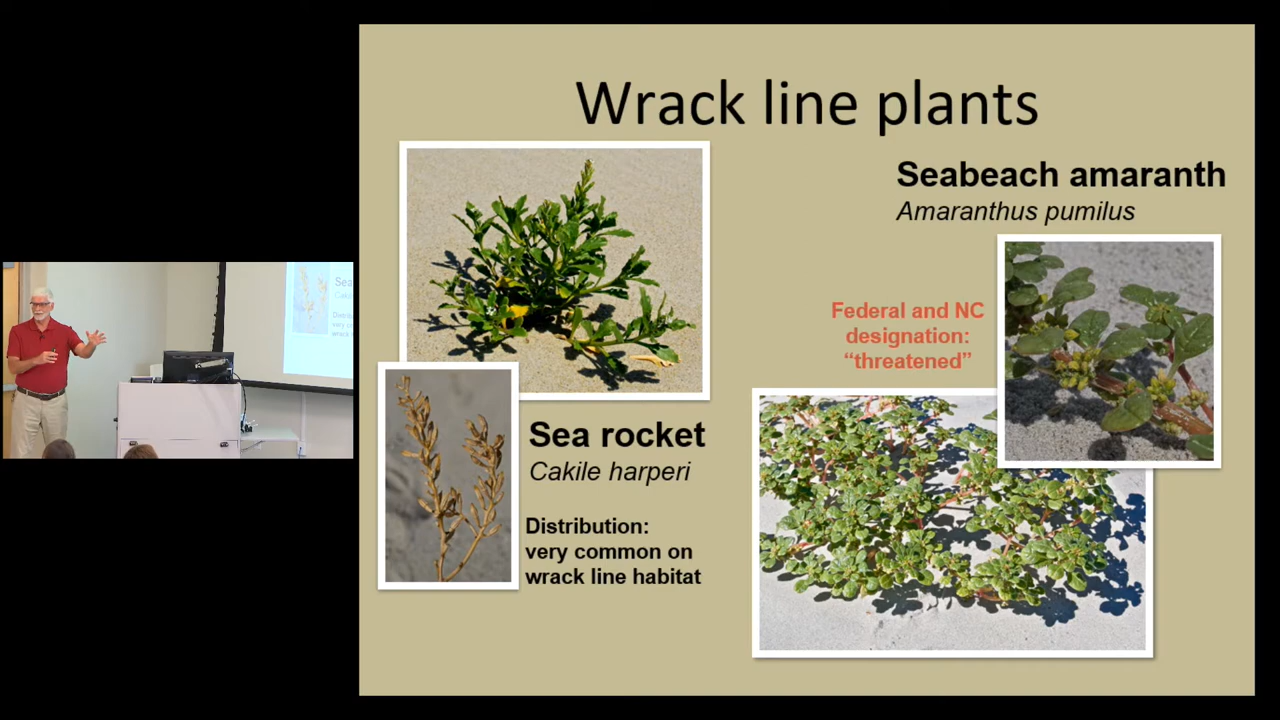 Wrack line plants
Seabeach amaranth
Amaranthus pumilus
Federal and NC
designation:
“threatened”
Sea rocket
Cakile harperi
Distribution:
very common on
wrack line habitat